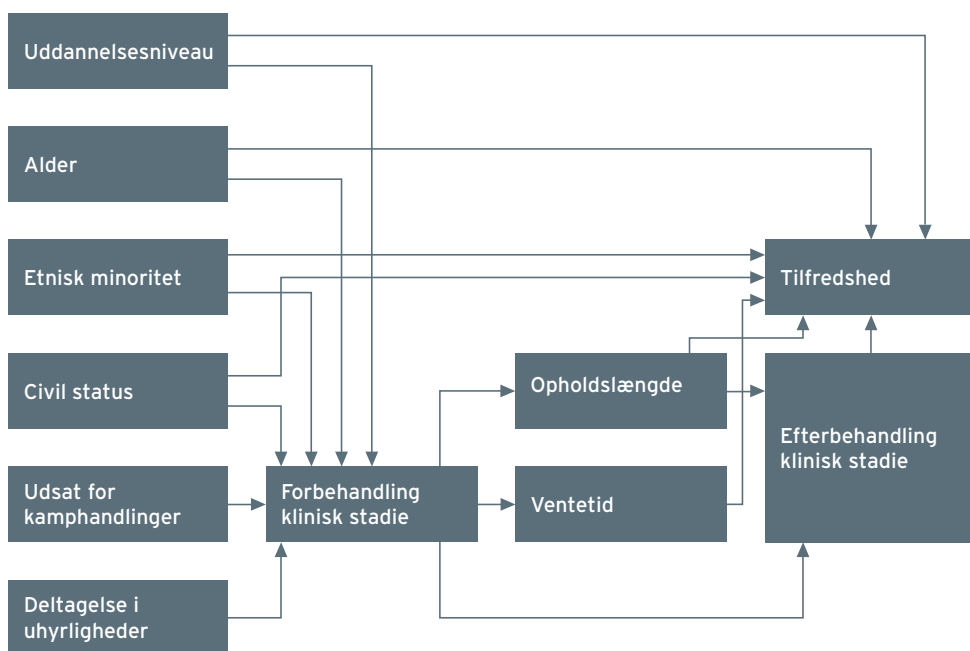 Uddannelsesniveau
Alder
Etnisk minoritet
Civil status
Udsat for
kamphandlinger
Deltagelse i
uhyrligheder
Forbehandling
klinisk stadie
Opholdslængde
Ventetid
Tilfredshed
Efterbehandling
klinisk stadie